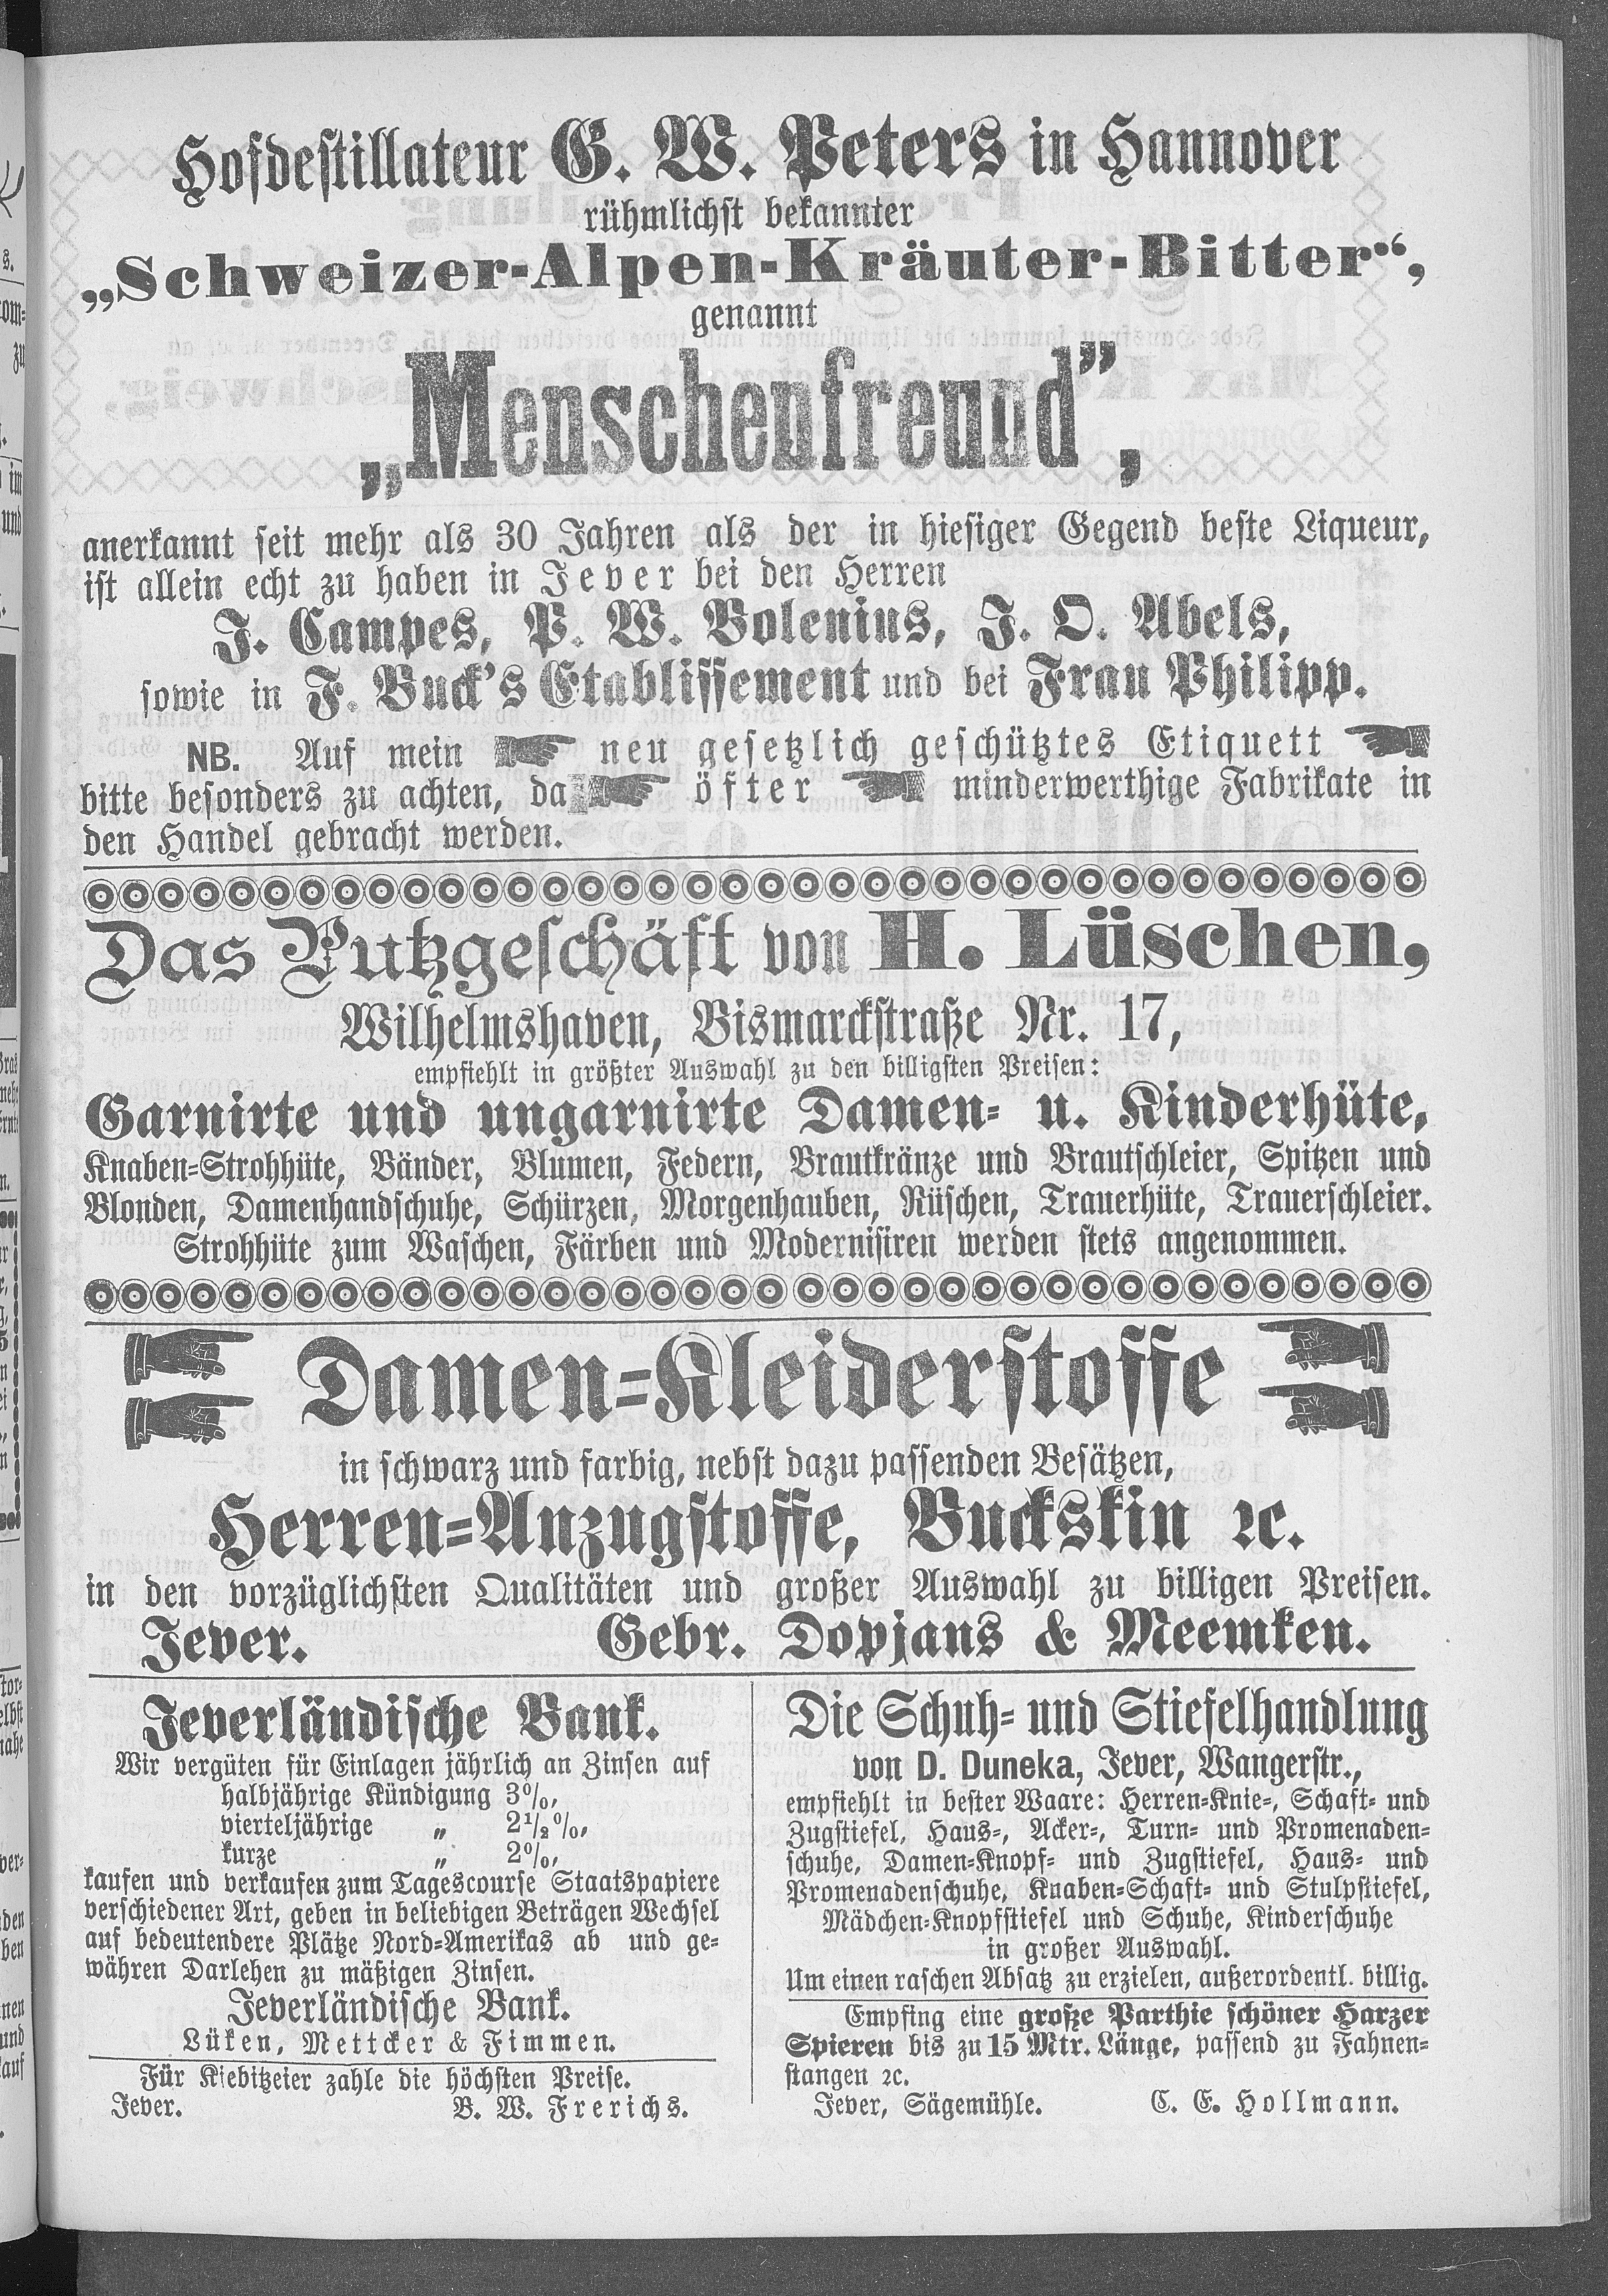 Hofdestillateur G. W. Peters in Hannover
rühmlichst bekannter
„Schweizer-Alpen-Kräuter-Bitter“,
genannt
„Menschenfreund”,
anerkannt seit mehr als 30 Jahren als der in hiesiger Gegend beste Liqueur,
ist allein echt zu haben in Jever bei den Herren
J. Campes, P. W. Bolenius, J. O. Abels,
sowie in F. Buck's Etablissement und bei Frau Philipp.
NB. Auf mein neu gesetzlich geschütztes Etiquett
bitte besonders zu achten, da öfter minderwerthige Fabrikate in
den Handel gebracht werden.
Das Putzgeschäft von H. Lüschen,
Wilhelmshaven, Bismarckstraße Nr. 17,
empfiehlt in größter Auswahl zu den billigsten Preisen:
Garnirte und ungarnirte Damen- u. Kinderhüte,
Knaben-Strohhüte, Bänder, Blumen, Federn, Brautkränze und Brautschleier, Spitzen und
Blonden, Damenhandschuhe, Schürzen, Morgenhauben, Rüschen, Trauerhüte, Trauerschleier.
Strohhüte zum Waschen, Färben und Modernisiren werden stets angenommen.
Damen-Kleiderstoffe
in schwarz und farbig, nebst dazu passenden Besätzen,
Herren-Anzugstoffe, Buckskin ꝛc.
in den vorzüglichsten Qualitäten und großer Auswahl zu billigen Preisen.
Jever. Gebr. Dopjans & Meemken.
Jeverländische Bank.
Wir vergüten für Einlagen jährlich an Zinsen auf
halbjährige Kündigung 3%,
vierteljährige „ 2½%,
kurze „ 2%,
kaufen und verkaufen zum Tagescourse Staatspapiere
verschiedener Art, geben in beliebigen Beträgen Wechsel
auf bedeutendere Plätze Nord-Amerikas ab und ge-
währen Darlehen zu mäßigen Zinsen.
Jeverländische Bank.
Lüken, Mettcker & Fimmen.
Für Kiebitzeier zahle die höchsten Preise.
Jever. B. W. Frerichs.
Die Schuh- und Stiefelhandlung
von D. Duneka, Jever, Wangerstr.,
empfiehlt in bester Waare: Herren-Knie-, Schaft- und
Zugstiefel, Haus-, Acker-, Turn- und Promenaden-
schuhe, Damen-Knopf- und Zugstiefel, Haus- und
Promenadenschuhe, Knaben-Schaft- und Stulpstiefel,
Mädchen-Knopfstiefel und Schuhe, Kinderschuhe
in großer Auswahl.
Um einen raschen Absatz zu erzielen, außerordentl. billig.
Empfing eine große Parthie schöner Harzer
Spieren bis zu 15 Mtr. Länge, passend zu Fahnen-
stangen ꝛc.
Jever, Sägemühle. C. E. Hollmann.